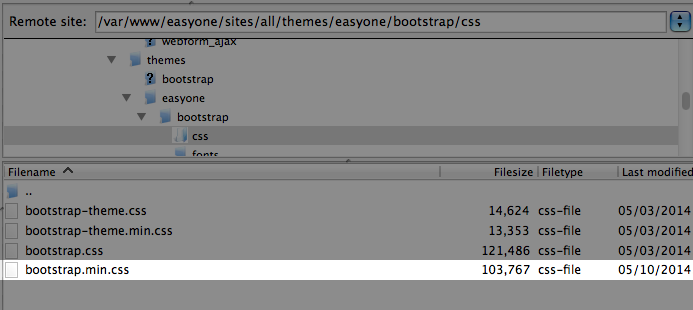 Remote site: /var/www/easyone/sites/all/themes/easyone/bootstrap/css
webform_ajax
themes
bootstrap
easyone
bootstrap
css
fonts
Filename Filesize Filetype Last modified
..
bootstrap-theme.css 14,624 css-file 05/03/2014
bootstrap-theme.min.css 13,353 css-file 05/03/2014
bootstrap.css 121,486 css-file 05/03/2014
bootstrap.min.css 103,767 css-file 05/10/2014